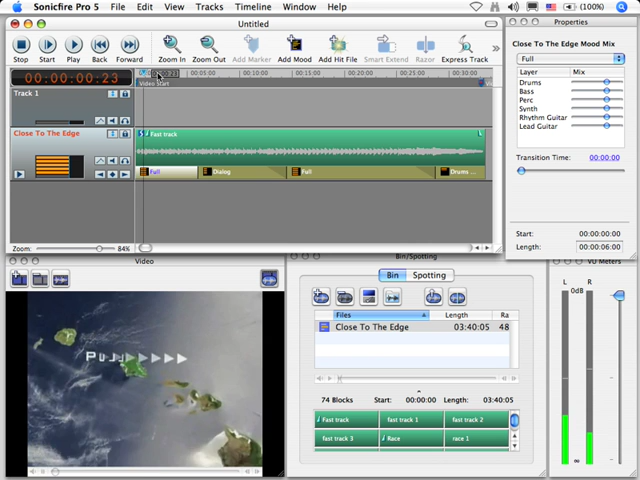 Sonicfire Pro 5 File Edit View Tracks Timeline Window Help (100%)
Untitled
Stop Start Play Back Forward Zoom In Zoom Out Add Marker Add Mood Add Hit File Smart Extend Razor Express Track
00:00:00:23
00:00:23 00:05:00 00:10:00 00:15:00 00:20:00 00:25:00 00:30:00
Video Start
Track 1
Close To The Edge
Fast track
Full Dialog Full Drums ...
Zoom: 84%
Properties
Close To The Edge Mood Mix
Full
Layer Mix
Drums
Bass
Perc
Synth
Rhythm Guitar
Lead Guitar
Transition Time: 00:00:00
Start: 00:00:00:00
Length: 00:00:06:00
Video
Bin/Spotting
Bin Spotting
Files Length Ra
Close To The Edge 03:40:05 48
74 Blocks Start: 00:00:00 Length: 03:40:05
Fast track fast track 1 fast track 2
fast track 3 Race race 1
VU Meters
L R
0dB
∞